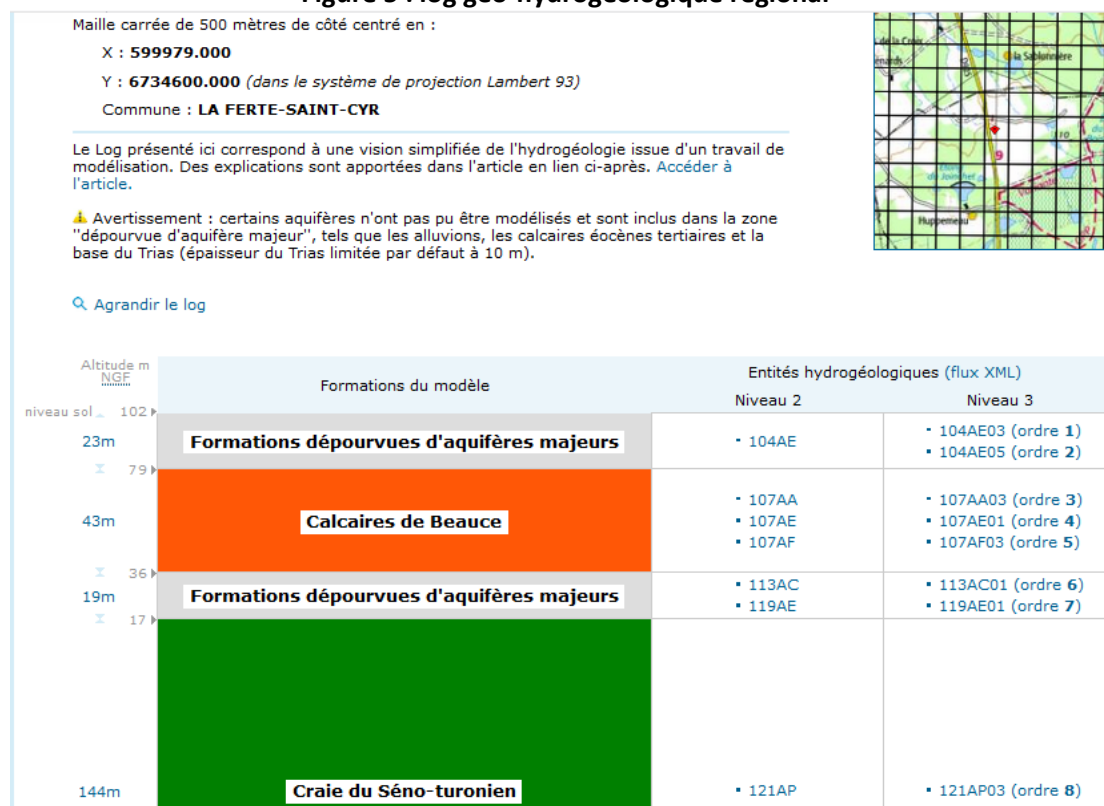 Maille carrée de 500 mètres de côté centré en :
X : 599979.000
Y : 6734600.000 (dans le système de projection Lambert 93)
Commune : LA FERTE-SAINT-CYR
Le Log présenté ici correspond à une vision simplifiée de l'hydrogéologie issue d'un travail de
modélisation. Des explications sont apportées dans l'article en lien ci-après. Accéder à
l'article.
Avertissement : certains aquifères n'ont pas pu être modélisés et sont inclus dans la zone
"dépourvue d'aquifère majeur", tels que les alluvions, les calcaires éocènes tertiaires et la
base du Trias (épaisseur du Trias limitée par défaut à 10 m).
Agrandir le log
de la Croix
la Sablonnière
9
110
Huppemeau
Altitude m
NGF
Formations du modèle
Entités hydrogéologiques (flux XML)
Niveau 2
Niveau 3
niveau sol 102
23m
Formations dépourvues d'aquifères majeurs
104AE
104AE03 (ordre 1)
104AE05 (ordre 2)
79
43m
Calcaires de Beauce
107AA
107AE
107AF
107AA03 (ordre 3)
107AE01 (ordre 4)
107AF03 (ordre 5)
36
19m
Formations dépourvues d'aquifères majeurs
113AC
119AE
113AC01 (ordre 6)
119AE01 (ordre 7)
17
144m
Craie du Séno-turonien
121AP
121AP03 (ordre 8)